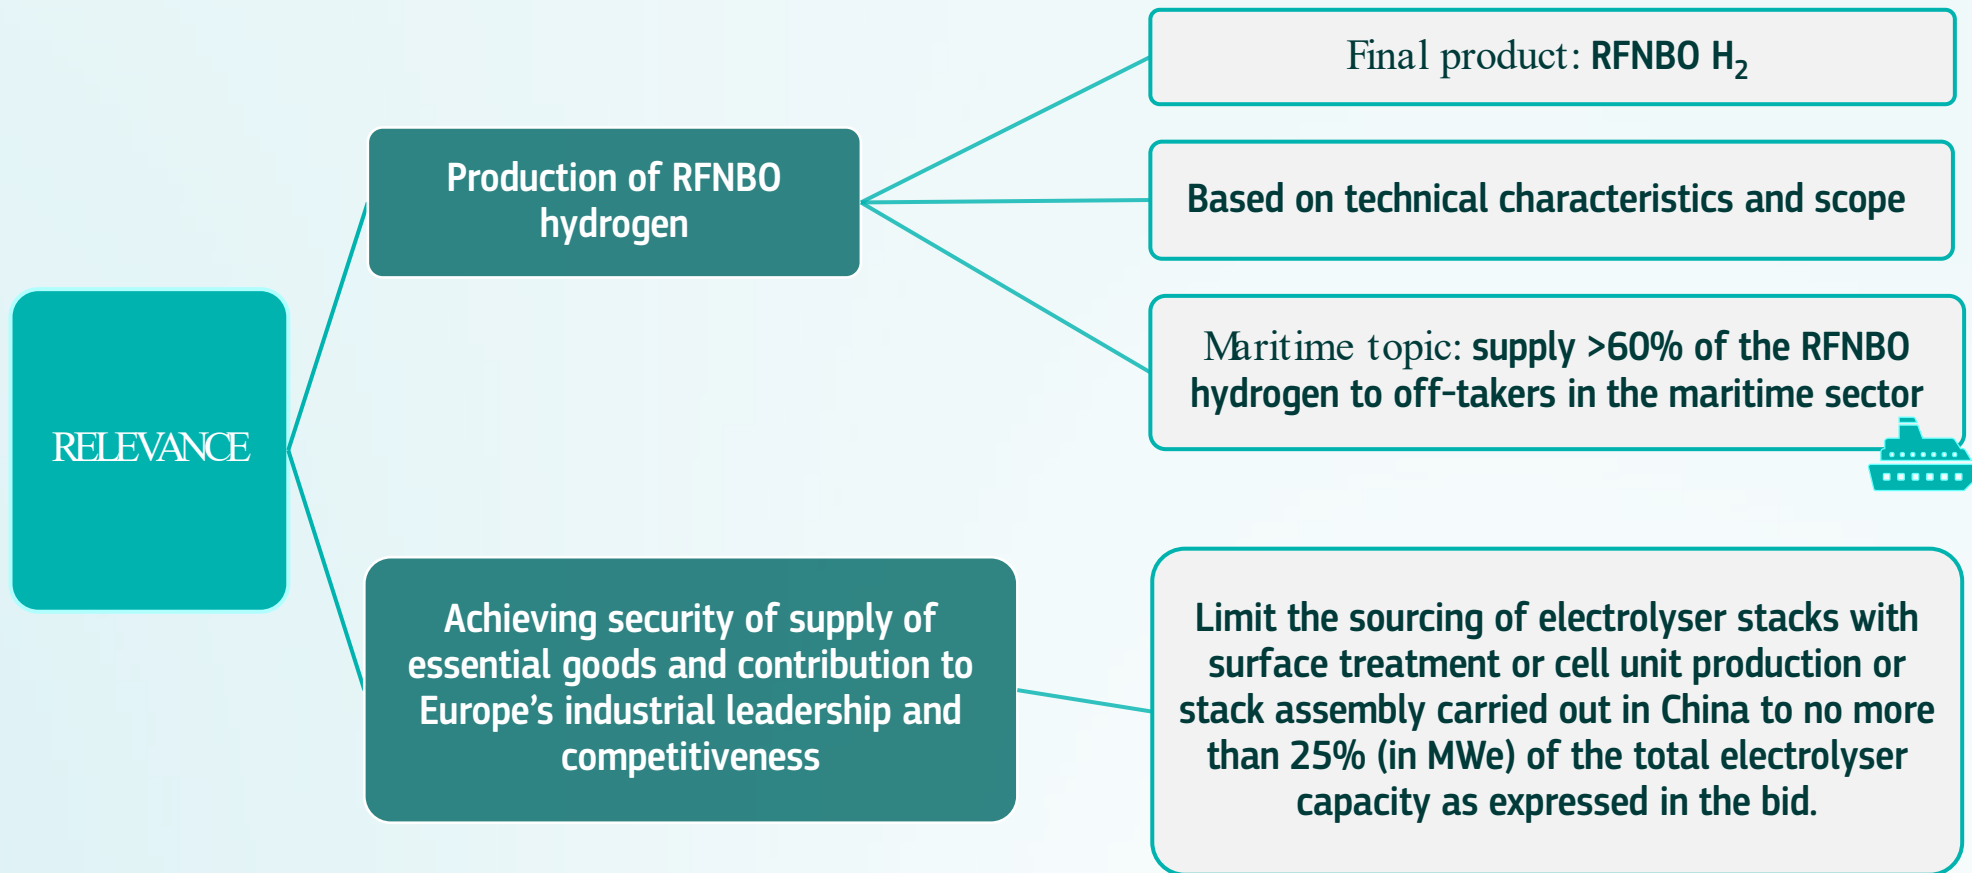 RELEVANCE
Production of RFNBO
hydrogen
Final product: RFNBO H₂
Based on technical characteristics and scope
Maritime topic: supply >60% of the RFNBO
hydrogen to off-takers in the maritime sector
Achieving security of supply of
essential goods and contribution to
Europe’s industrial leadership and
competitiveness
Limit the sourcing of electrolyser stacks with
surface treatment or cell unit production or
stack assembly carried out in China to no more
than 25% (in MWe) of the total electrolyser
capacity as expressed in the bid.